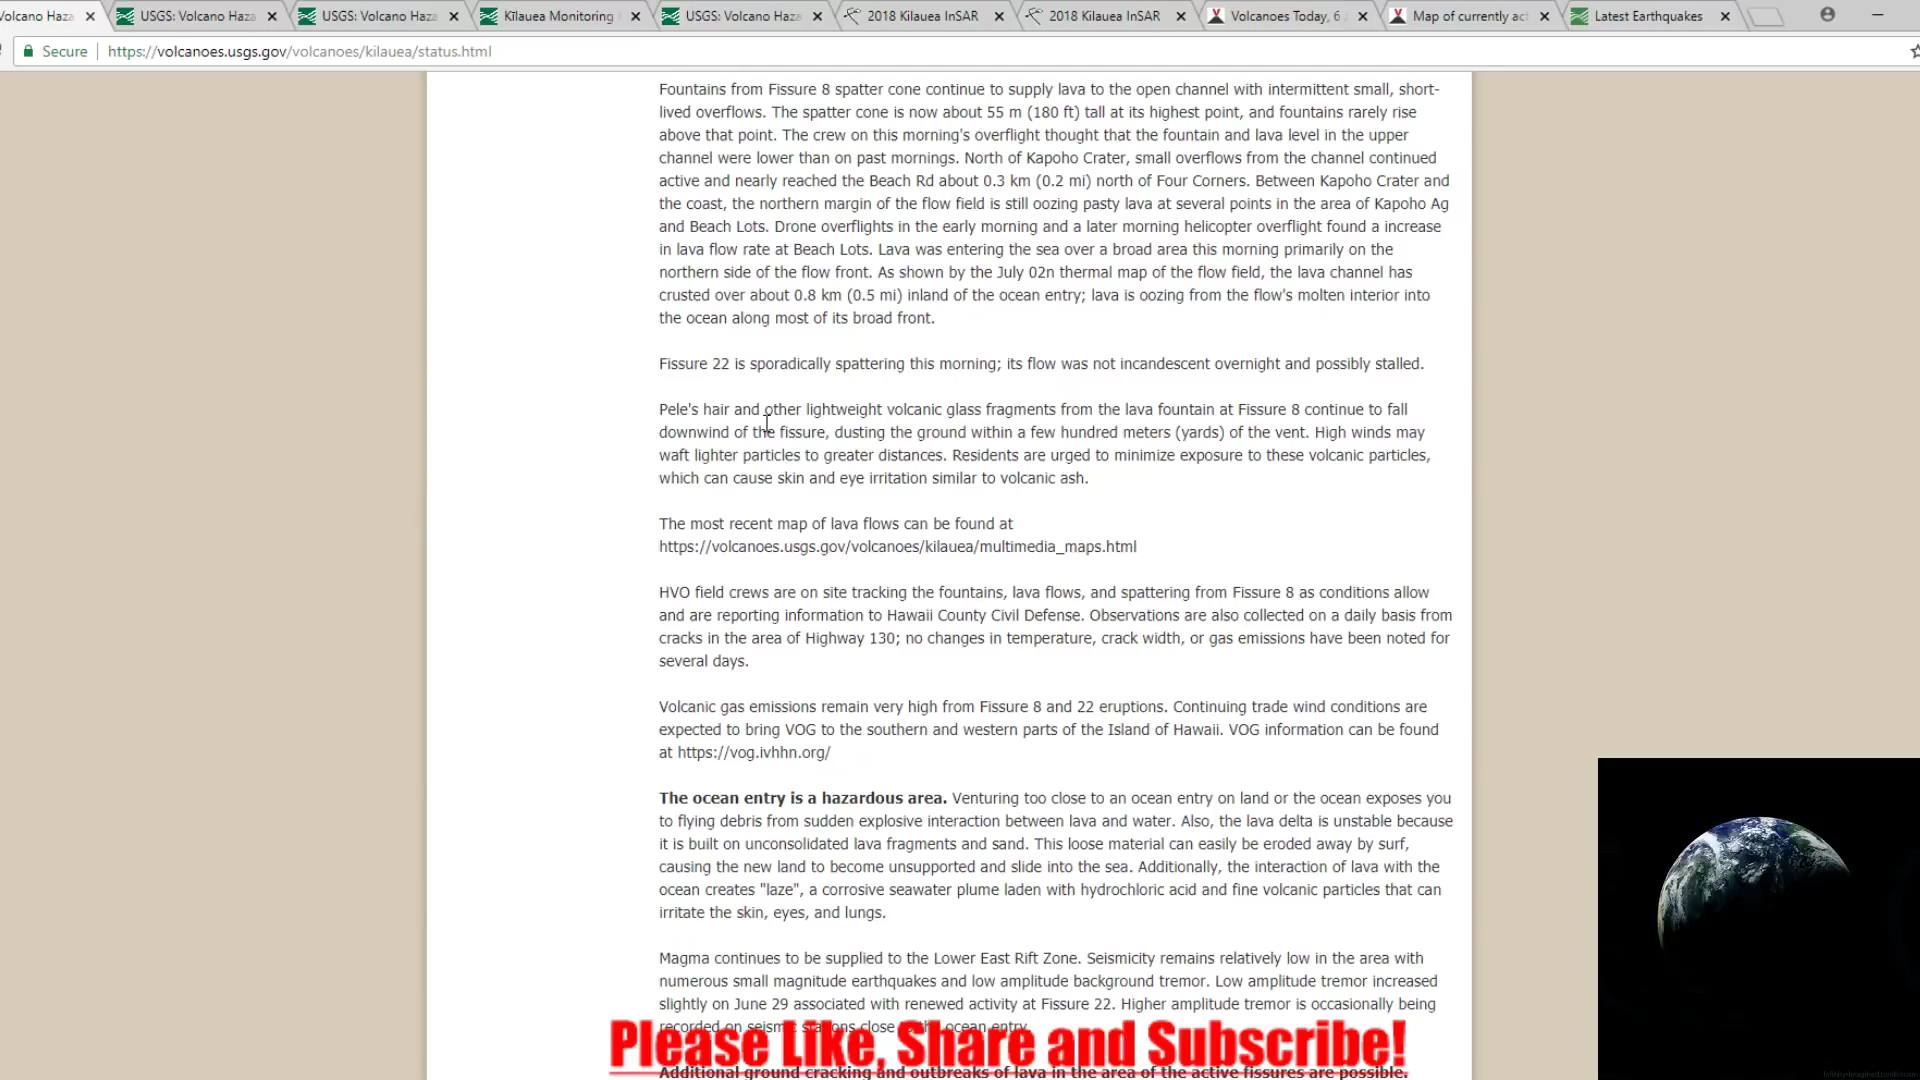 Volcano Haza
USGS: Volcano Haza
USGS: Volcano Haza
Kīlauea Monitoring
USGS: Volcano Haza
2018 Kilauea InSAR
2018 Kilauea InSAR
Volcanoes Today, 6
Map of currently ac
Latest Earthquakes
Secure
https://volcanoes.usgs.gov/volcanoes/kilauea/status.html
Fountains from Fissure 8 spatter cone continue to supply lava to the open channel with intermittent small, short-
lived overflows. The spatter cone is now about 55 m (180 ft) tall at its highest point, and fountains rarely rise
above that point. The crew on this morning's overflight thought that the fountain and lava level in the upper
channel were lower than on past mornings. North of Kapoho Crater, small overflows from the channel continued
active and nearly reached the Beach Rd about 0.3 km (0.2 mi) north of Four Corners. Between Kapoho Crater and
the coast, the northern margin of the flow field is still oozing pasty lava at several points in the area of Kapoho Ag
and Beach Lots. Drone overflights in the early morning and a later morning helicopter overflight found a increase
in lava flow rate at Beach Lots. Lava was entering the sea over a broad area this morning primarily on the
northern side of the flow front. As shown by the July 02n thermal map of the flow field, the lava channel has
crusted over about 0.8 km (0.5 mi) inland of the ocean entry; lava is oozing from the flow's molten interior into
the ocean along most of its broad front.
Fissure 22 is sporadically spattering this morning; its flow was not incandescent overnight and possibly stalled.
Pele's hair and other lightweight volcanic glass fragments from the lava fountain at Fissure 8 continue to fall
downwind of the fissure, dusting the ground within a few hundred meters (yards) of the vent. High winds may
waft lighter particles to greater distances. Residents are urged to minimize exposure to these volcanic particles,
which can cause skin and eye irritation similar to volcanic ash.
The most recent map of lava flows can be found at
https://volcanoes.usgs.gov/volcanoes/kilauea/multimedia_maps.html
HVO field crews are on site tracking the fountains, lava flows, and spattering from Fissure 8 as conditions allow
and are reporting information to Hawaii County Civil Defense. Observations are also collected on a daily basis from
cracks in the area of Highway 130; no changes in temperature, crack width, or gas emissions have been noted for
several days.
Volcanic gas emissions remain very high from Fissure 8 and 22 eruptions. Continuing trade wind conditions are
expected to bring VOG to the southern and western parts of the Island of Hawaii. VOG information can be found
at https://vog.ivhhn.org/
The ocean entry is a hazardous area. Venturing too close to an ocean entry on land or the ocean exposes you
to flying debris from sudden explosive interaction between lava and water. Also, the lava delta is unstable because
it is built on unconsolidated lava fragments and sand. This loose material can easily be eroded away by surf,
causing the new land to become unsupported and slide into the sea. Additionally, the interaction of lava with the
ocean creates "laze", a corrosive seawater plume laden with hydrochloric acid and fine volcanic particles that can
irritate the skin, eyes, and lungs.
Magma continues to be supplied to the Lower East Rift Zone. Seismicity remains relatively low in the area with
numerous small magnitude earthquakes and low amplitude background tremor. Low amplitude tremor increased
slightly on June 29 associated with renewed activity at Fissure 22. Higher amplitude tremor is occasionally being
recorded on seismic stations close to the ocean entry.
Please Like, Share and Subscribe!
Additional ground cracking and outbreaks of lava in the area of the active fissures are possible.